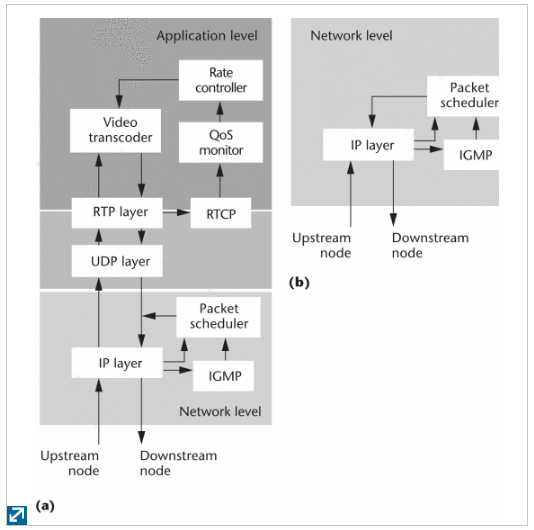 Application level
Rate
controller
Video
transcoder
QoS
monitor
RTP layer
RTCP
UDP layer
Packet
scheduler
IP layer
IGMP
Network level
Upstream
node
Downstream
node
(a)
Network level
Packet
scheduler
IP layer
IGMP
Upstream
node
Downstream
node
(b)